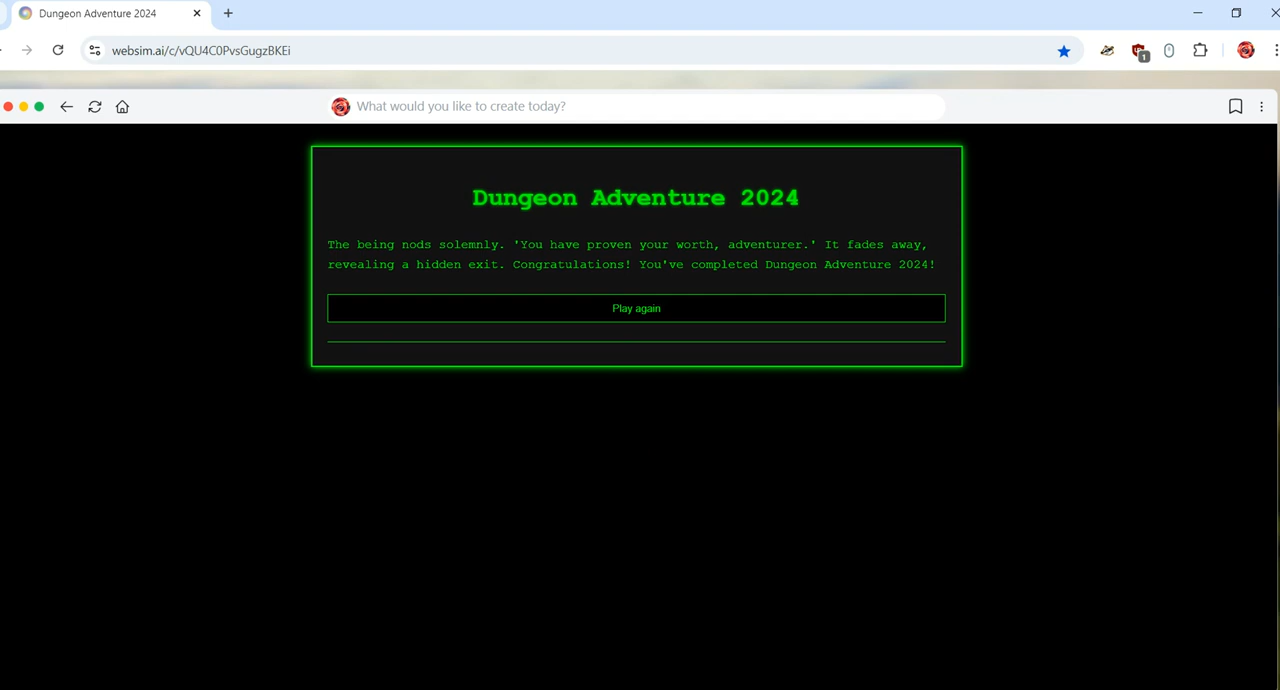 Dungeon Adventure 2024
websim.ai/c/vQU4C0PvsGugzBKEi
1
What would you like to create today?
Dungeon Adventure 2024
The being nods solemnly. 'You have proven your worth, adventurer.' It fades away,
revealing a hidden exit. Congratulations! You've completed Dungeon Adventure 2024!
Play again